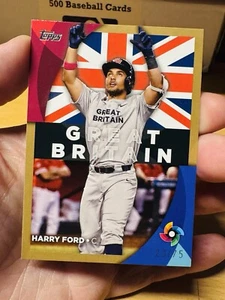 500 Baseball Cards
Topps
GREAT
BRITAIN
GREAT
BRITAIN
HARRY FORD • C